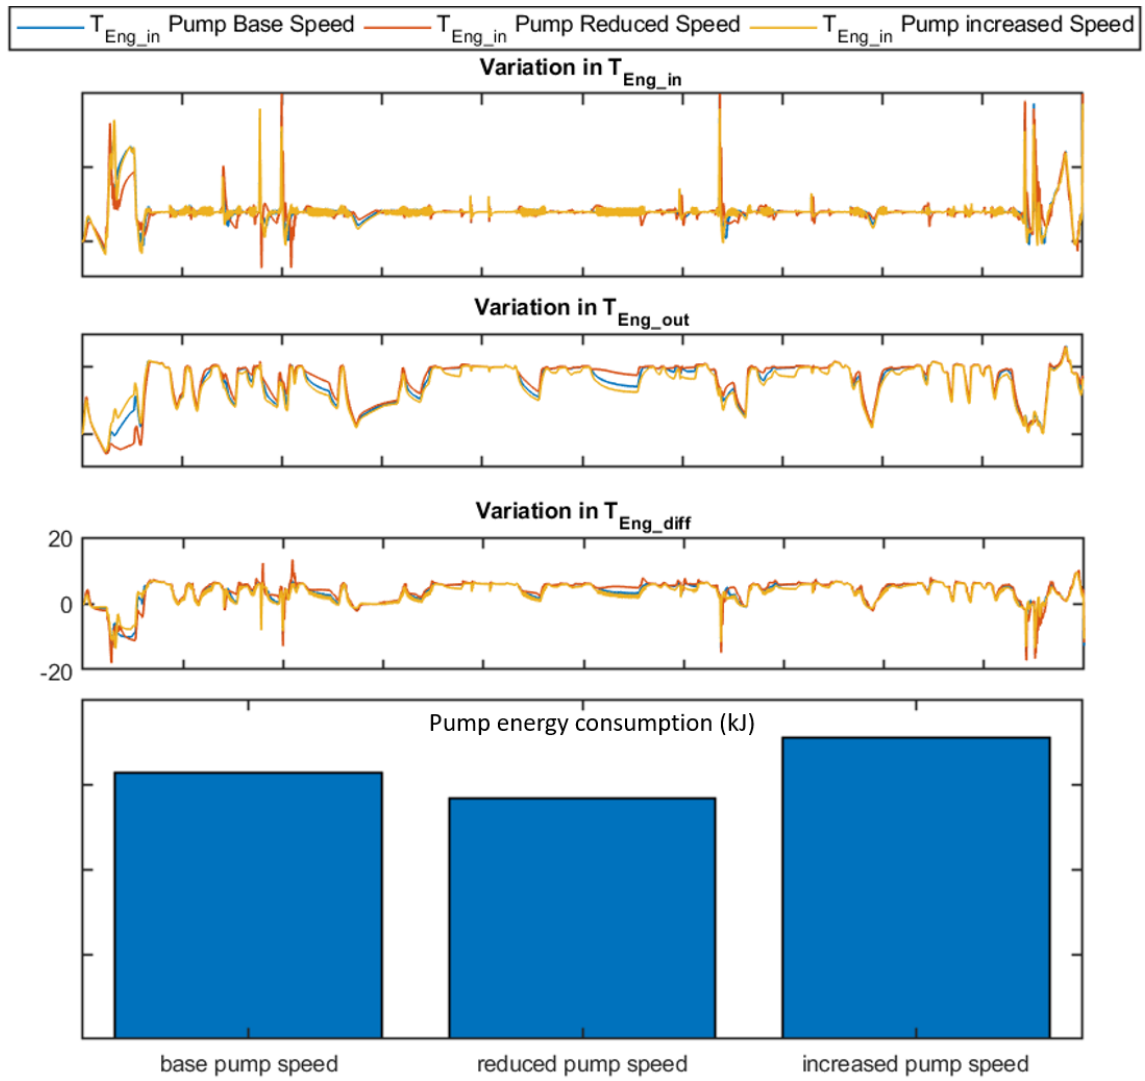 T_Eng_in Pump Base Speed T_Eng_in Pump Reduced Speed T_Eng_in Pump increased Speed
Variation in T_Eng_in
Variation in T_Eng_out
Variation in T_Eng_diff
20
0
-20
Pump energy consumption (kJ)
base pump speed reduced pump speed increased pump speed